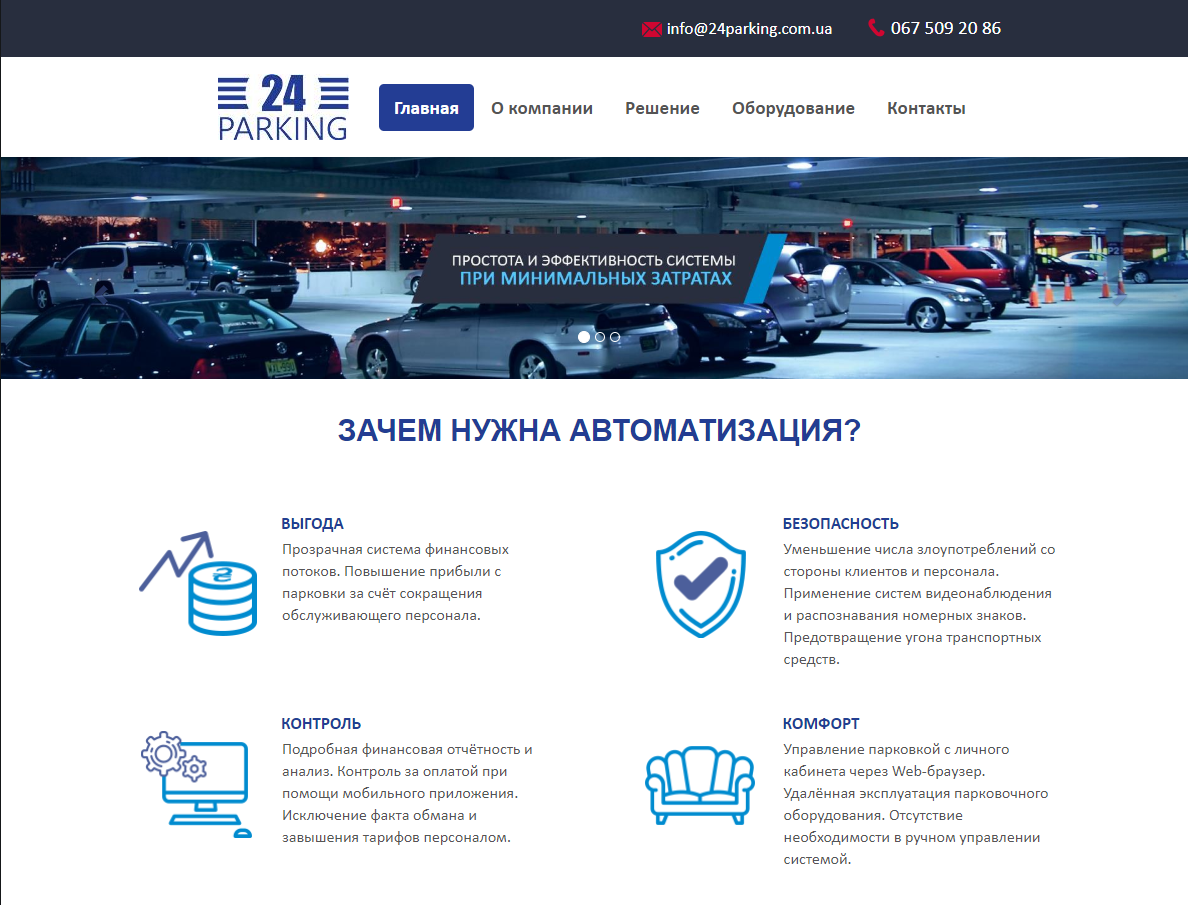 info@24parking.com.ua 067 509 20 86
24
PARKING
Главная О компании Решение Оборудование Контакты
ПРОСТОТА И ЭФФЕКТИВНОСТЬ СИСТЕМЫ
ПРИ МИНИМАЛЬНЫХ ЗАТРАТАХ
ЗАЧЕМ НУЖНА АВТОМАТИЗАЦИЯ?
ВЫГОДА
Прозрачная система финансовых
потоков. Повышение прибыли с
парковки за счёт сокращения
обслуживающего персонала.
БЕЗОПАСНОСТЬ
Уменьшение числа злоупотреблений со
стороны клиентов и персонала.
Применение систем видеонаблюдения
и распознавания номерных знаков.
Предотвращение угона транспортных
средств.
КОНТРОЛЬ
Подробная финансовая отчётность и
анализ. Контроль за оплатой при
помощи мобильного приложения.
Исключение факта обмана и
завышения тарифов персоналом.
КОМФОРТ
Управление парковкой с личного
кабинета через Web-браузер.
Удалённая эксплуатация парковочного
оборудования. Отсутствие
необходимости в ручном управлении
системой.